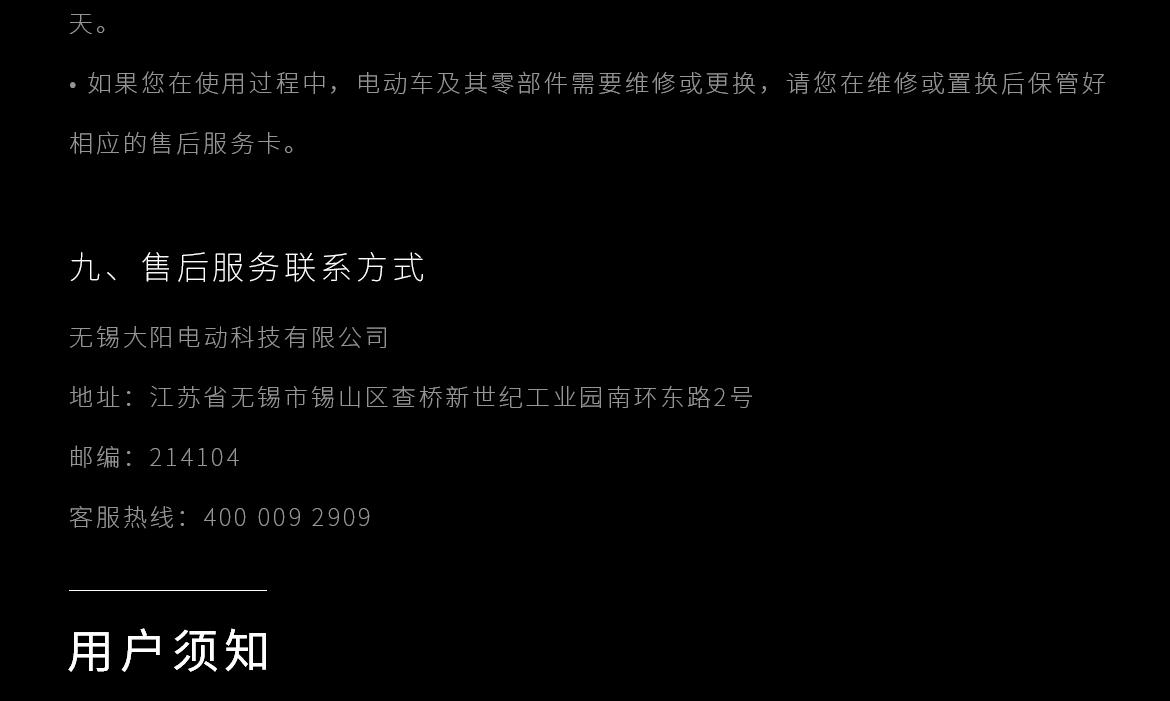 天。
• 如果您在使用过程中，电动车及其零部件需要维修或更换，请您在维修或置换后保管好
相应的售后服务卡。
九、售后服务联系方式
无锡大阳电动科技有限公司
地址：江苏省无锡市锡山区查桥新世纪工业园南环东路2号
邮编：214104
客服热线：400 009 2909
用户须知